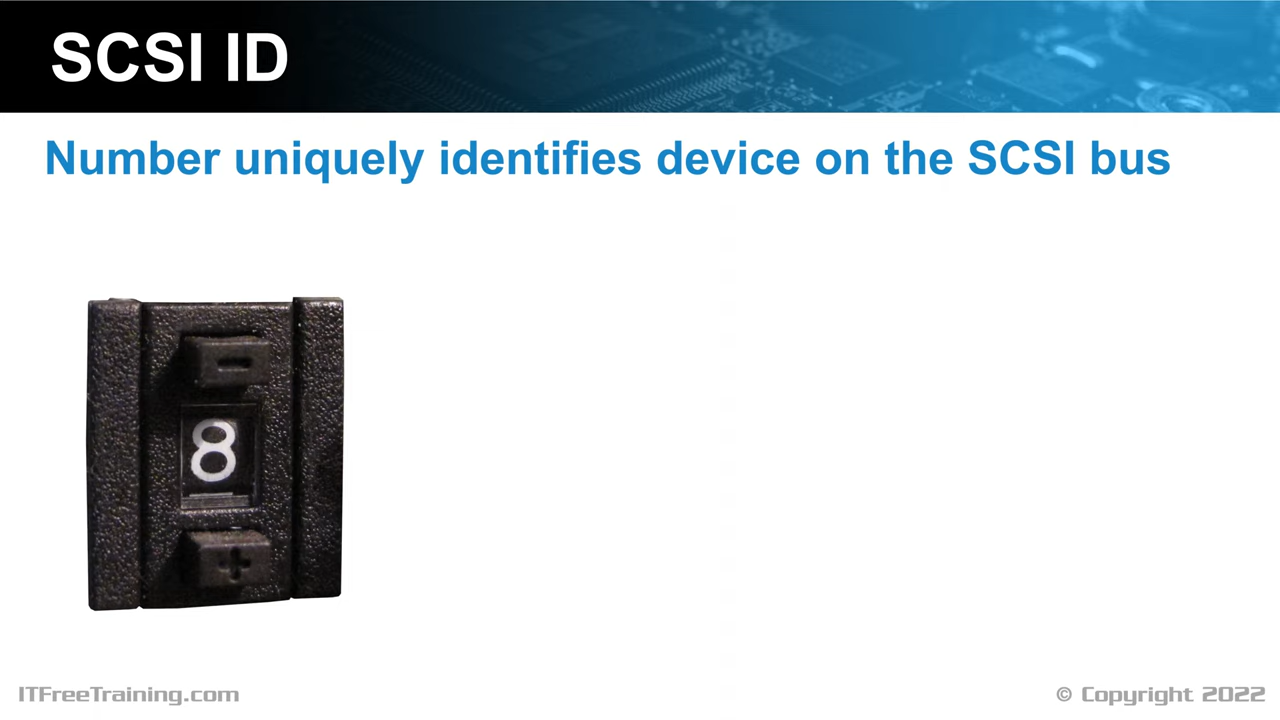 SCSI ID
Number uniquely identifies device on the SCSI bus
-
8
+
ITFreeTraining.com
© Copyright 2022